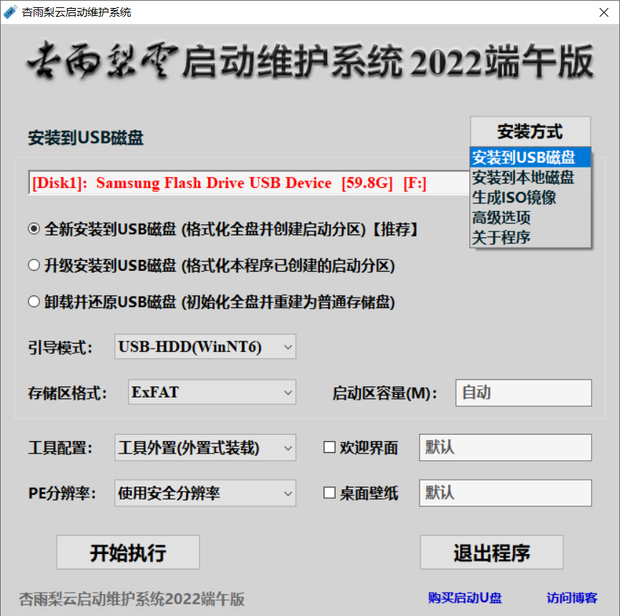 杏雨梨云启动维护系统
杏雨梨雲启动维护系统 2022端午版
安装到USB磁盘
安装方式
安装到USB磁盘
安装到本地磁盘
生成ISO镜像
高级选项
关于程序
[Disk1]: Samsung Flash Drive USB Device [59.8G] [F:]
全新安装到USB磁盘 (格式化全盘并创建启动分区)【推荐】
升级安装到USB磁盘 (格式化本程序已创建的启动分区)
卸载并还原USB磁盘 (初始化全盘并重建为普通存储盘)
引导模式： USB-HDD(WinNT6)
存储区格式： ExFAT 启动区容量(M)： 自动
工具配置： 工具外置(外置式装载) 欢迎界面 默认
PE分辨率： 使用安全分辨率 桌面壁纸 默认
开始执行 退出程序
杏雨梨云启动维护系统2022端午版 购买启动U盘 访问博客